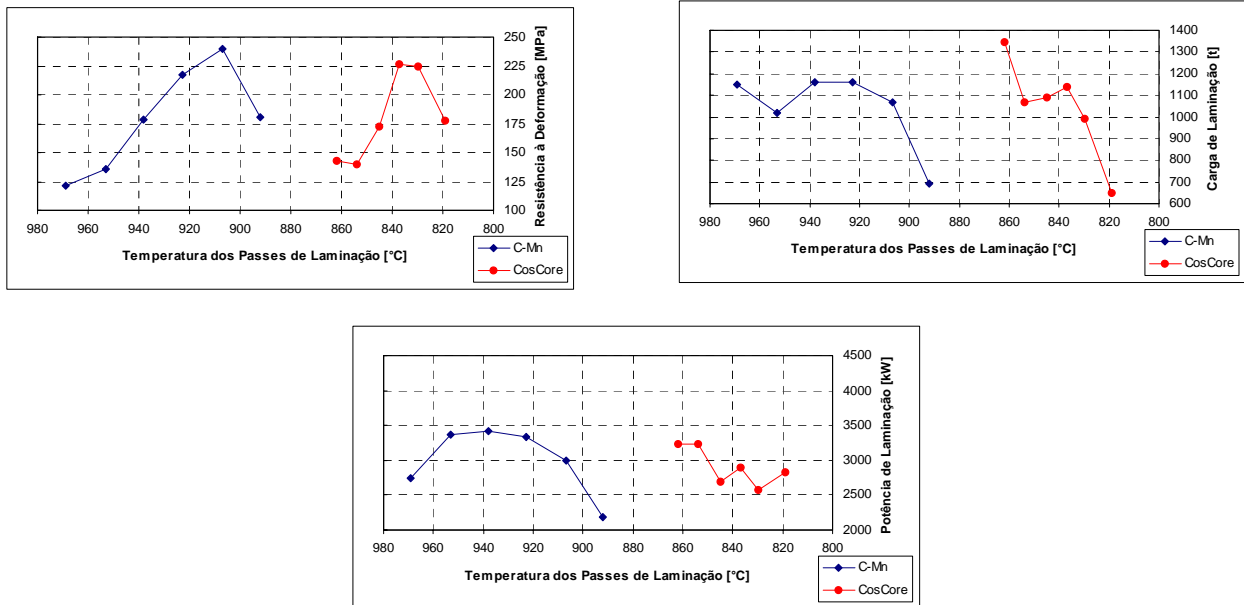 250
225
200
175
150
125
100
Resistência à Deformação [MPa]
980 960 940 920 900 880 860 840 820 800
Temperatura dos Passes de Laminação [°C]
C-Mn
CosCore
1400
1300
1200
1100
1000
900
800
700
600
Carga de Laminação [t]
980 960 940 920 900 880 860 840 820 800
Temperatura dos Passes de Laminação [°C]
C-Mn
CosCore
4500
4000
3500
3000
2500
2000
Potência de Laminação [kW]
980 960 940 920 900 880 860 840 820 800
Temperatura dos Passes de Laminação [°C]
C-Mn
CosCore